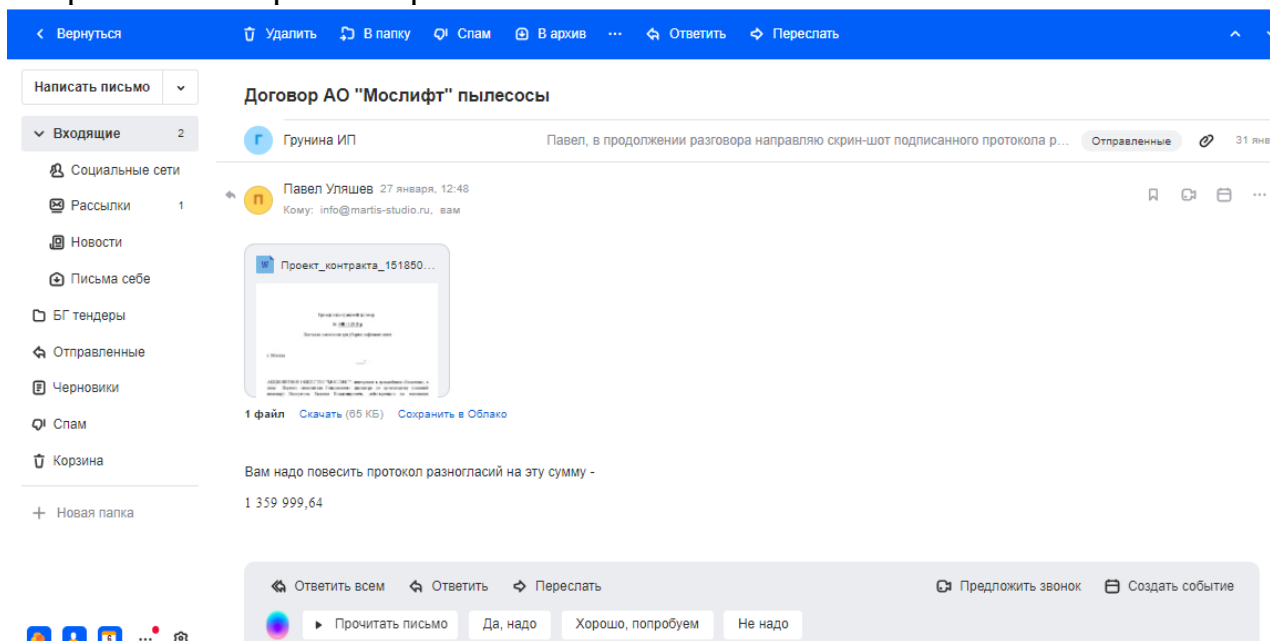 Вернуться
Удалить В папку Спам В архив ... Ответить Переслать
Написать письмо
Входящие 2
Социальные сети
Рассылки 1
Новости
Письма себе
БГ тендеры
Отправленные
Черновики
Спам
Корзина
Новая папка
Договор АО "Мослифт" пылесосы
Г Грунина ИП Павел, в продолжении разговора направляю скрин-шот подписанного протокола р... Отправленные 31 янв
П Павел Уляшев 27 января, 12:48
Кому: info@martis-studio.ru, вам
W Проект_контракта_151850...
1 файл Скачать (65 КБ) Сохранить в Облако
Вам надо повесить протокол разногласий на эту сумму -
1 359 999,64
Ответить всем Ответить Переслать Предложить звонок Создать событие
Прочитать письмо Да, надо Хорошо, попробуем Не надо